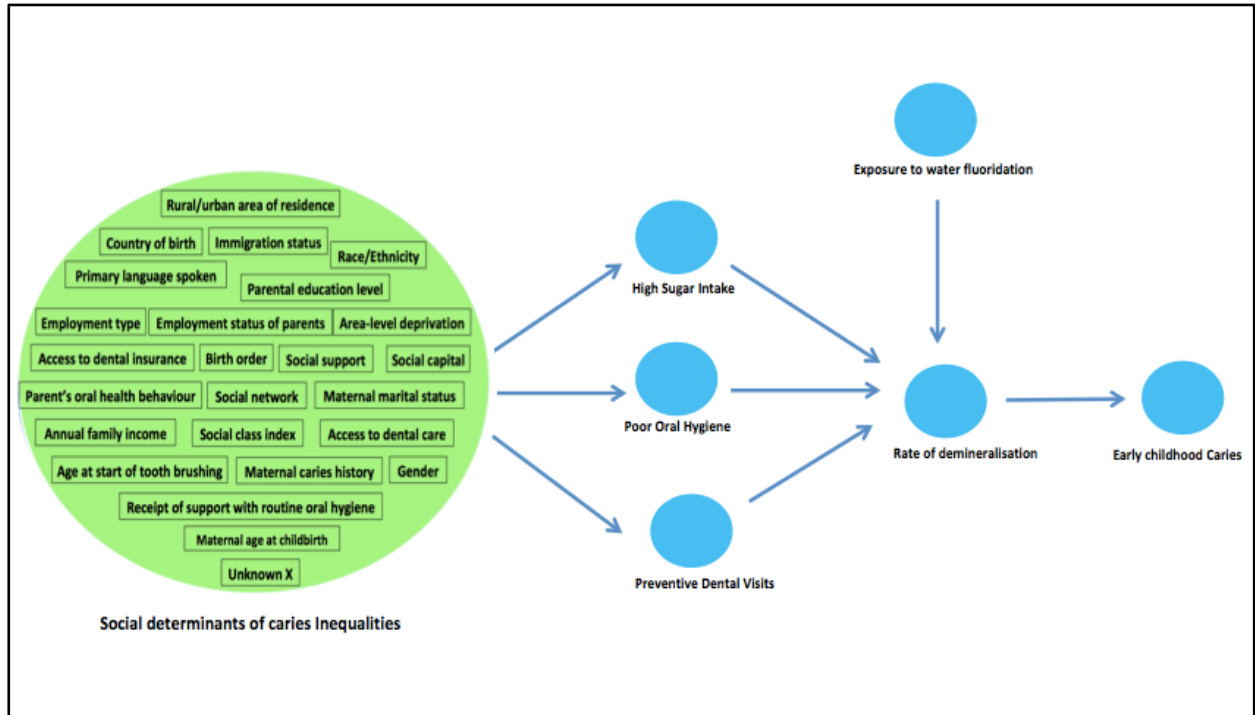 Rural/urban area of residence
Country of birth
Immigration status
Race/Ethnicity
Primary language spoken
Parental education level
Employment type
Employment status of parents
Area-level deprivation
Access to dental insurance
Birth order
Social support
Social capital
Parent's oral health behaviour
Social network
Maternal marital status
Annual family income
Social class index
Access to dental care
Age at start of tooth brushing
Maternal caries history
Gender
Receipt of support with routine oral hygiene
Maternal age at childbirth
Unknown X
Social determinants of caries Inequalities
High Sugar Intake
Poor Oral Hygiene
Preventive Dental Visits
Exposure to water fluoridation
Rate of demineralisation
Early childhood Caries